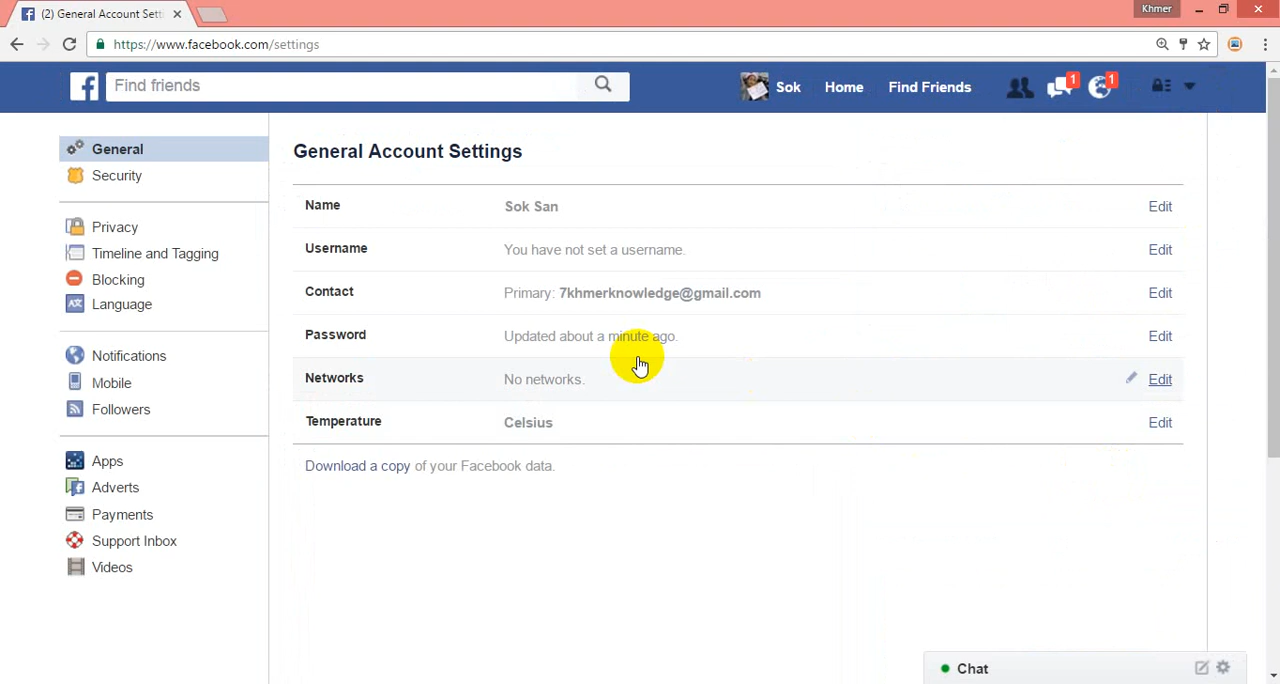 (2) General Account Sett
Khmer
https://www.facebook.com/settings
Find friends
Sok
Home
Find Friends
1
1
General
Security
Privacy
Timeline and Tagging
Blocking
Language
Notifications
Mobile
Followers
Apps
Adverts
Payments
Support Inbox
Videos
General Account Settings
Name Sok San Edit
Username You have not set a username. Edit
Contact Primary: 7khmerknowledge@gmail.com Edit
Password Updated about a minute ago. Edit
Networks No networks. Edit
Temperature Celsius Edit
Download a copy of your Facebook data.
Chat